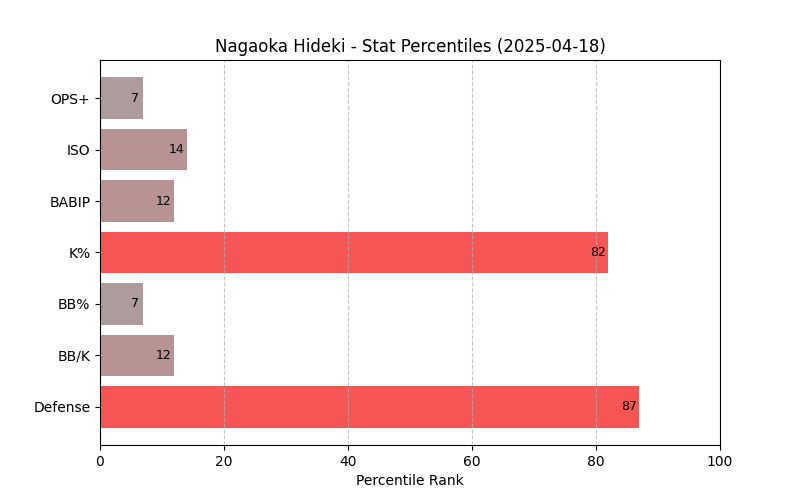 Nagaoka Hideki - Stat Percentiles (2025-04-18)
OPS+ 7
ISO 14
BABIP 12
K% 82
BB% 7
BB/K 12
Defense 87
0 20 40 60 80 100
Percentile Rank